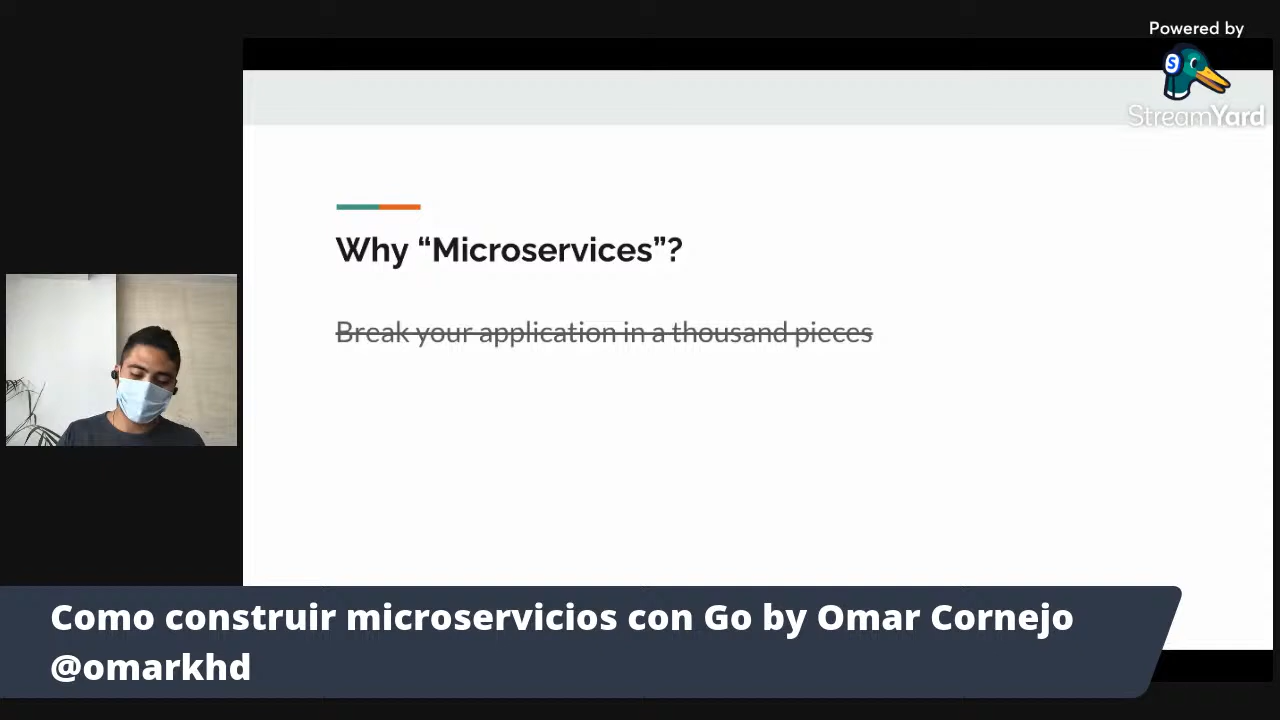 Powered by
StreamYard
Why “Microservices”?
Break your application in a thousand pieces
Como construir microservicios con Go by Omar Cornejo
@omarkhd